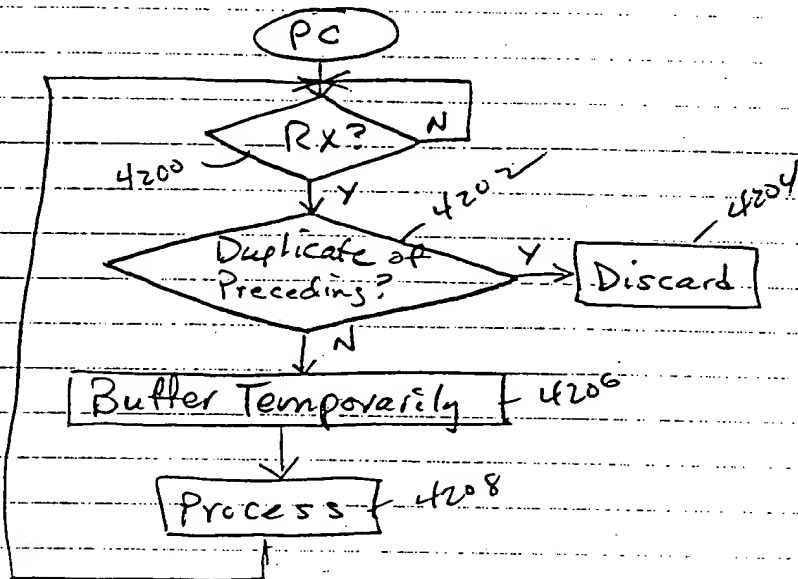 PC
Rx?
N
4200
Y
4202
4204
Duplicate of
Preceding?
Y
Discard
N
Buffer Temporarily
4206
Process
4208